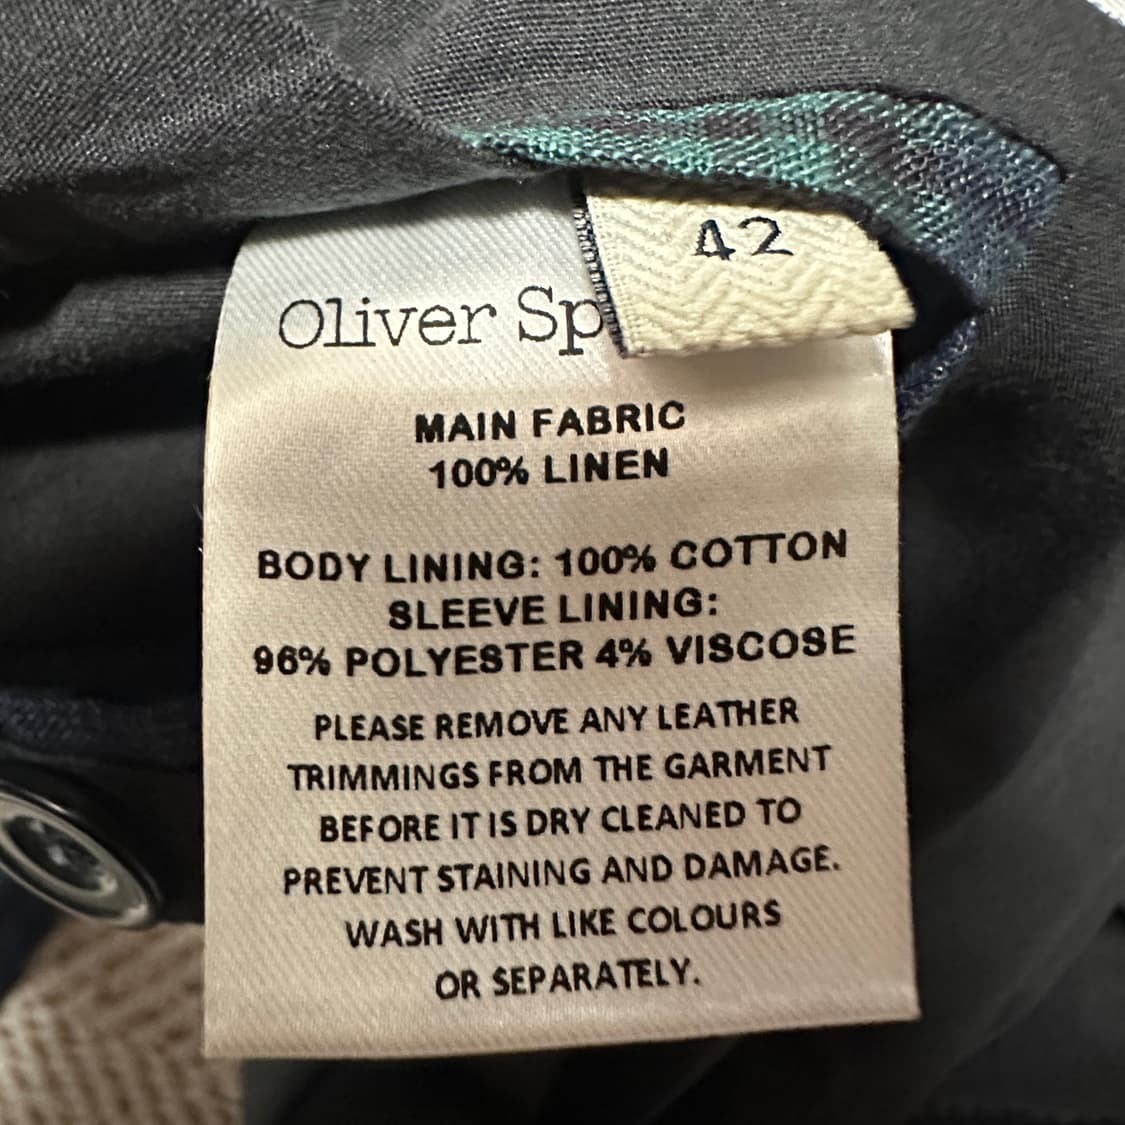 42
Oliver Sp
MAIN FABRIC
100% LINEN
BODY LINING: 100% COTTON
SLEEVE LINING:
96% POLYESTER 4% VISCOSE
PLEASE REMOVE ANY LEATHER
TRIMMINGS FROM THE GARMENT
BEFORE IT IS DRY CLEANED TO
PREVENT STAINING AND DAMAGE.
WASH WITH LIKE COLOURS
OR SEPARATELY.